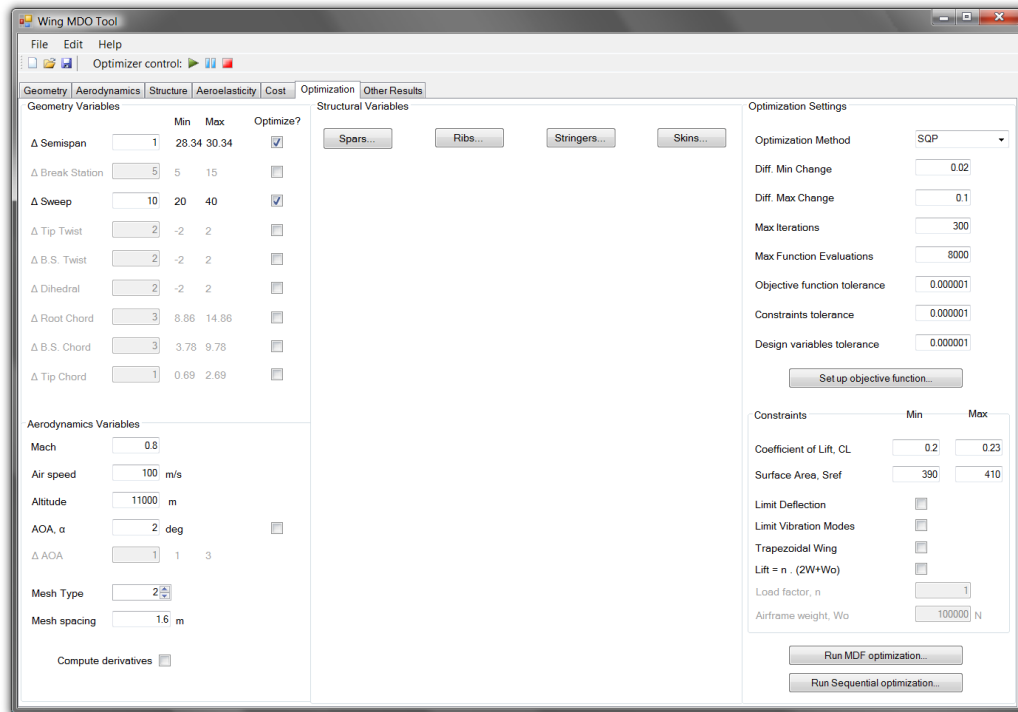 Wing MDO Tool
File Edit Help
Optimizer control:
Geometry Aerodynamics Structure Aeroelasticity Cost Optimization Other Results
Geometry Variables
Min Max Optimize?
Δ Semispan 1 28.34 30.34
Δ Break Station 5 5 15
Δ Sweep 10 20 40
Δ Tip Twist 2 -2 2
Δ B.S. Twist 2 -2 2
Δ Dihedral 2 -2 2
Δ Root Chord 3 8.86 14.86
Δ B.S. Chord 3 3.78 9.78
Δ Tip Chord 1 0.69 2.69
Aerodynamics Variables
Mach 0.8
Air speed 100 m/s
Altitude 11000 m
AOA, α 2 deg
Δ AOA 1 1 3
Mesh Type 2
Mesh spacing 1.6 m
Compute derivatives
Structural Variables
Spars... Ribs... Stringers... Skins...
Optimization Settings
Optimization Method SQP
Diff. Min Change 0.02
Diff. Max Change 0.1
Max Iterations 300
Max Function Evaluations 8000
Objective function tolerance 0.000001
Constraints tolerance 0.000001
Design variables tolerance 0.000001
Set up objective function...
Constraints Min Max
Coefficient of Lift, CL 0.2 0.23
Surface Area, Sref 390 410
Limit Deflection
Limit Vibration Modes
Trapezoidal Wing
Lift = n . (2W+Wo)
Load factor, n 1
Airframe weight, Wo 100000 N
Run MDF optimization...
Run Sequential optimization...